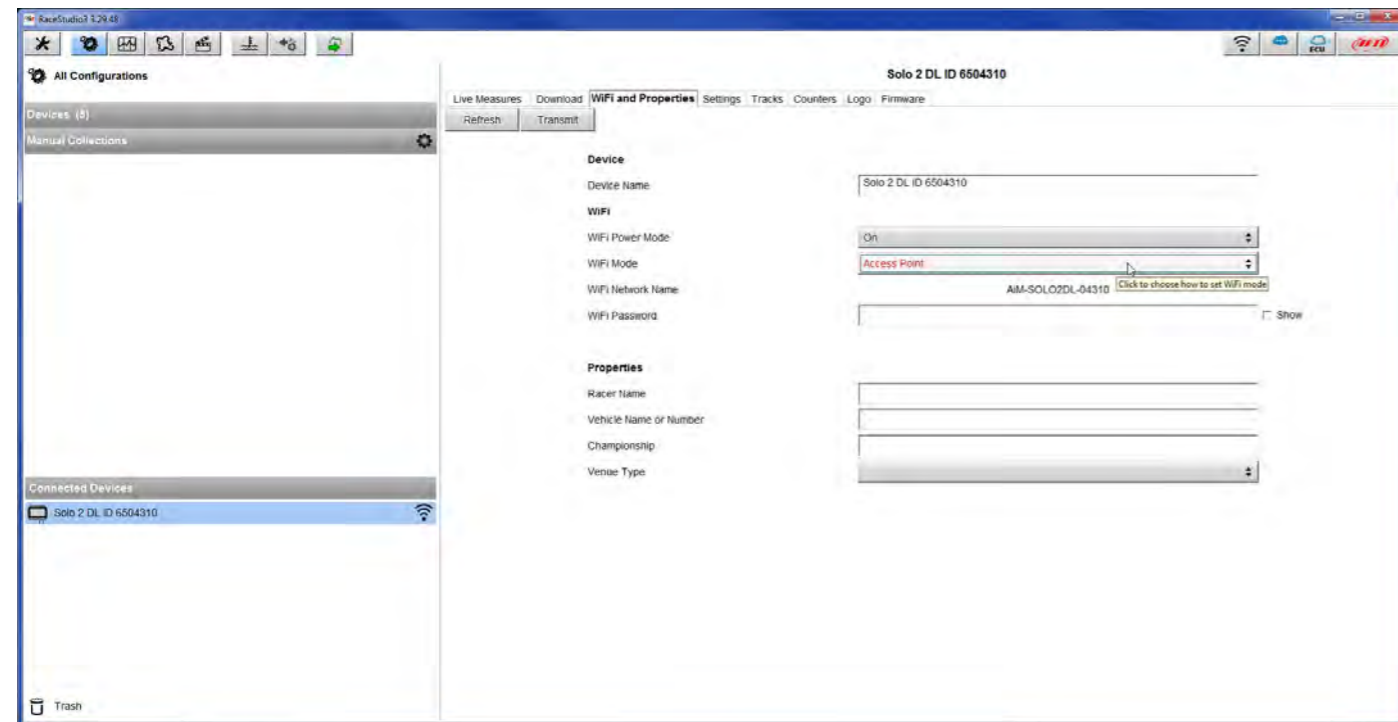 RaceStudio3 3.29.48
ECU
All Configurations
Solo 2 DL ID 6504310
Live Measures Download WiFi and Properties Settings Tracks Counters Logo Firmware
Devices (5)
Refresh Transmit
Manual Collections
Device
Device Name Solo 2 DL ID 6504310
WiFi
WiFi Power Mode On
WiFi Mode Access Point
WiFi Network Name AiM-SOLO2DL-04310 Click to choose how to set WiFi mode
WiFi Password Show
Properties
Racer Name
Vehicle Name or Number
Championship
Venue Type
Connected Devices
Solo 2 DL ID 6504310
Trash